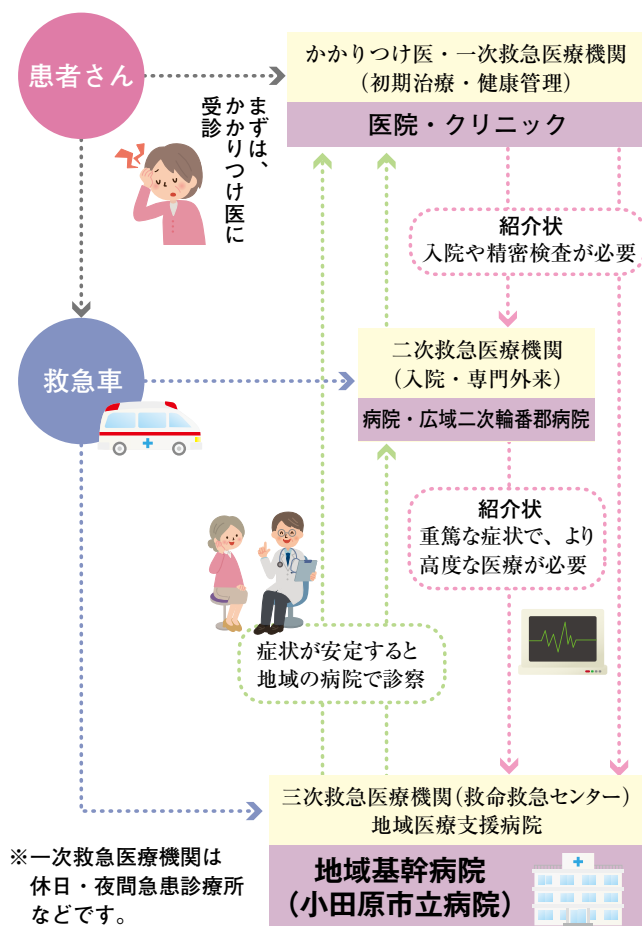 患者さん
かかりつけ医・一次救急医療機関
（初期治療・健康管理）
医院・クリニック
まずは、
かかりつけ医に
受診
紹介状
入院や精密検査が必要
救急車
二次救急医療機関
（入院・専門外来）
病院・広域二次輪番郡病院
紹介状
重篤な症状で、より
高度な医療が必要
症状が安定すると
地域の病院で診察
三次救急医療機関（救命救急センター）
地域医療支援病院
地域基幹病院
（小田原市立病院）
※一次救急医療機関は
休日・夜間急患診療所
などです。